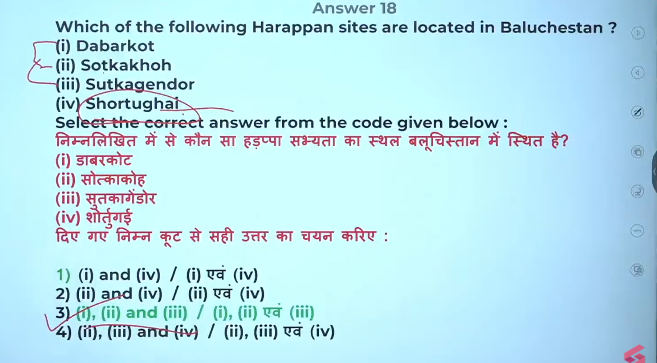 Answer 18
Which of the following Harappan sites are located in Baluchestan ?
(i) Dabarkot
(ii) Sotkakhoh
(iii) Sutkagendor
(iv) Shortughai
Select the correct answer from the code given below :
निम्नलिखित में से कौन सा हड़प्पा सभ्यता का स्थल बलूचिस्तान में स्थित है?
(i) डाबरकोट
(ii) सोत्काकोह
(iii) सुतकागेंडोर
(iv) शोर्तुगई
दिए गए निम्न कूट से सही उत्तर का चयन करिए :
1) (i) and (iv) / (i) एवं (iv)
2) (ii) and (iv) / (ii) एवं (iv)
3) (i), (ii) and (iii) / (i), (ii) एवं (iii)
4) (ii), (iii) and (iv) / (ii), (iii) एवं (iv)